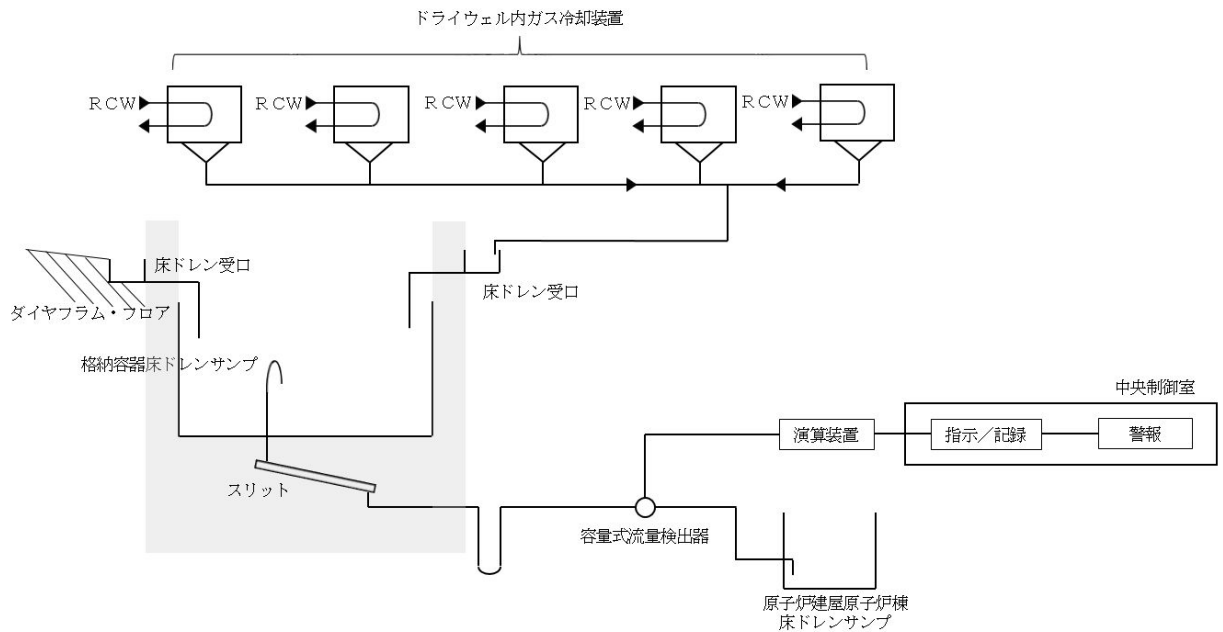 ドライウェル内ガス冷却装置
ＲＣＷ
ＲＣＷ
ＲＣＷ
ＲＣＷ
ＲＣＷ
床ドレン受口
床ドレン受口
ダイヤフラム・フロア
格納容器床ドレンサンプ
中央制御室
演算装置
指示／記録
警報
スリット
容量式流量検出器
原子炉建屋原子炉棟
床ドレンサンプ